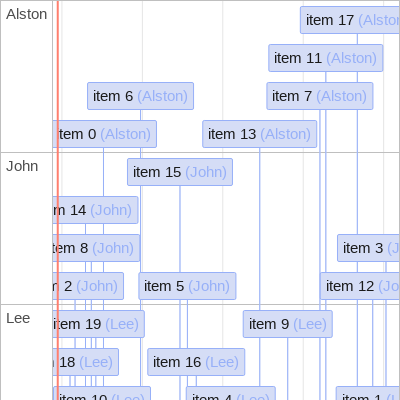 Alston
item 17 (Alston
item 11 (Alston)
item 6 (Alston)
item 7 (Alston)
item 0 (Alston)
item 13 (Alston)
John
item 15 (John)
14 (John)
item 8 (John)
item 3 (J
2 (John)
item 5 (John)
item 12 (Jo
Lee
item 19 (Lee)
item 9 (Lee)
18 (Lee)
item 16 (Lee)
item 10 (Lee)
item 4 (Lee)
item 1 (L